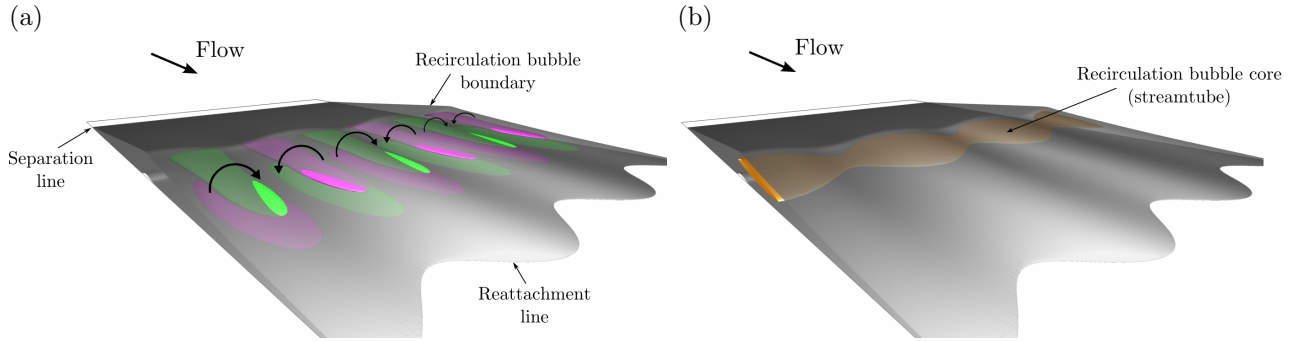 (a)
Flow
Recirculation bubble
boundary
Separation
line
Reattachment
line
(b)
Flow
Recirculation bubble core
(streamtube)